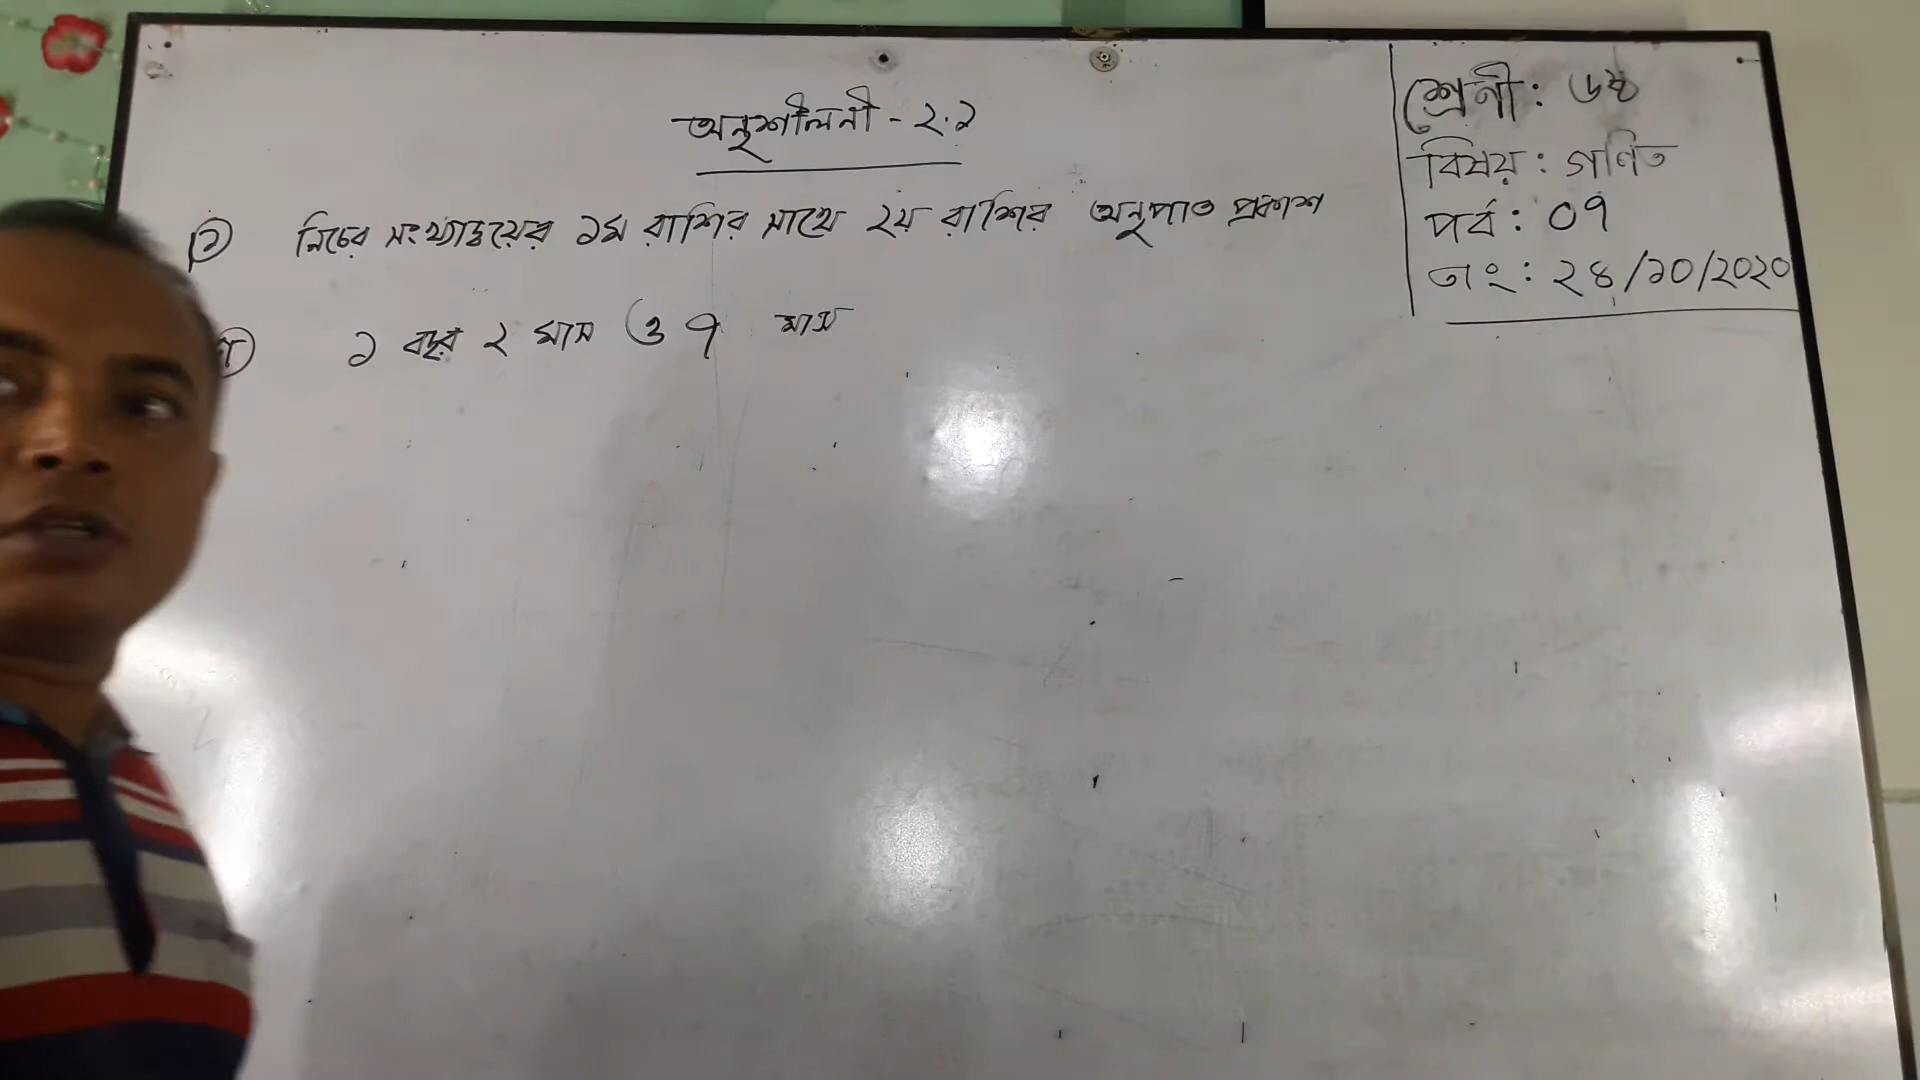 অনুশীলনী - ২.১
শ্রেনী: ৬ষ্ঠ
বিষয়: গণিত
পর্ব: ০৭
তাং: ২৪/১০/২০২০
১ নিচের সংখ্যাদ্বয়ের ১ম রাশির সাথে ২য় রাশির অনুপাত প্রকাশ
১ বছর ২ মাস ও ৭ মাস